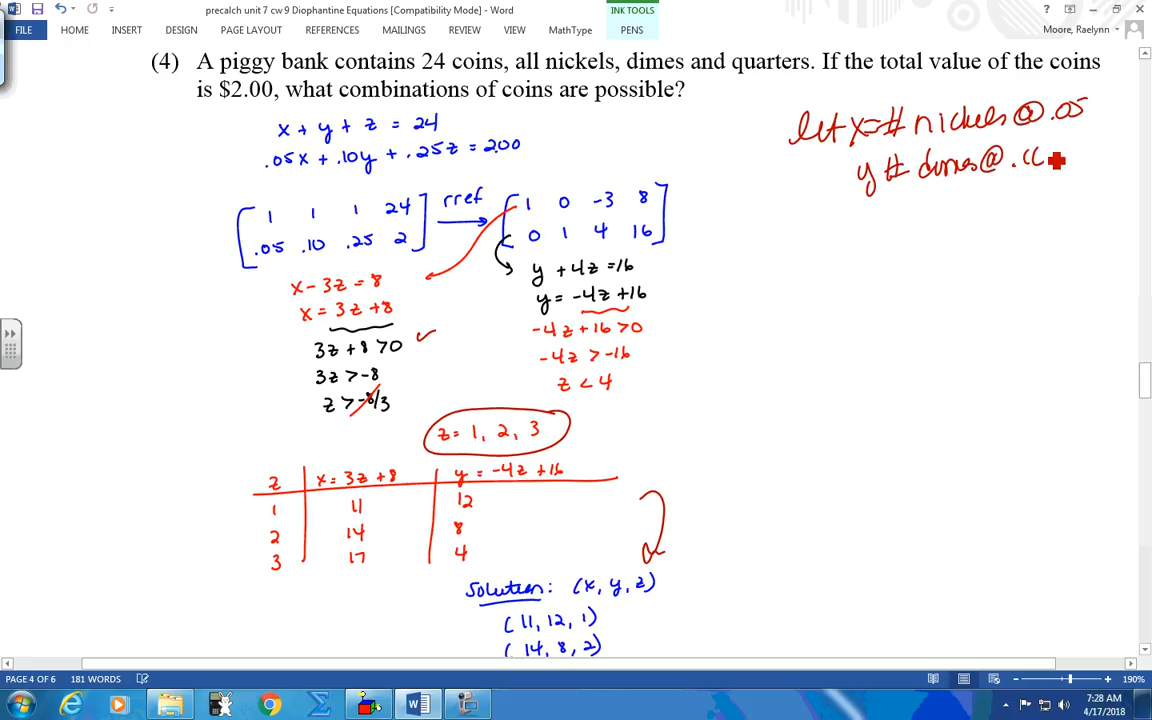 precalch unit 7 cw 9 Diophantine Equations [Compatibility Mode] - Word
INK TOOLS
FILE HOME INSERT DESIGN PAGE LAYOUT REFERENCES MAILINGS REVIEW VIEW MathType PENS
Moore, Raelynn
(4) A piggy bank contains 24 coins, all nickels, dimes and quarters. If the total value of the coins
is $2.00, what combinations of coins are possible?
let x = # nickels @ .05
y # dimes @ .10
x + y + z = 24
.05x + .10y + .25z = 2.00
1 1 1 24
.05 .10 .25 2
rref
1 0 -3 8
0 1 4 16
x - 3z = 8
x = 3z + 8
3z + 8 > 0 ✓
3z > -8
z > -8/3
y + 4z = 16
y = -4z + 16
-4z + 16 > 0
-4z > -16
z < 4
z = 1, 2, 3
z x = 3z + 8 y = -4z + 16
1 11 12
2 14 8
3 17 4
Solution: (x, y, z)
(11, 12, 1)
(14, 8, 2)
PAGE 4 OF 6 181 WORDS 190%
7:28 AM
4/17/2018